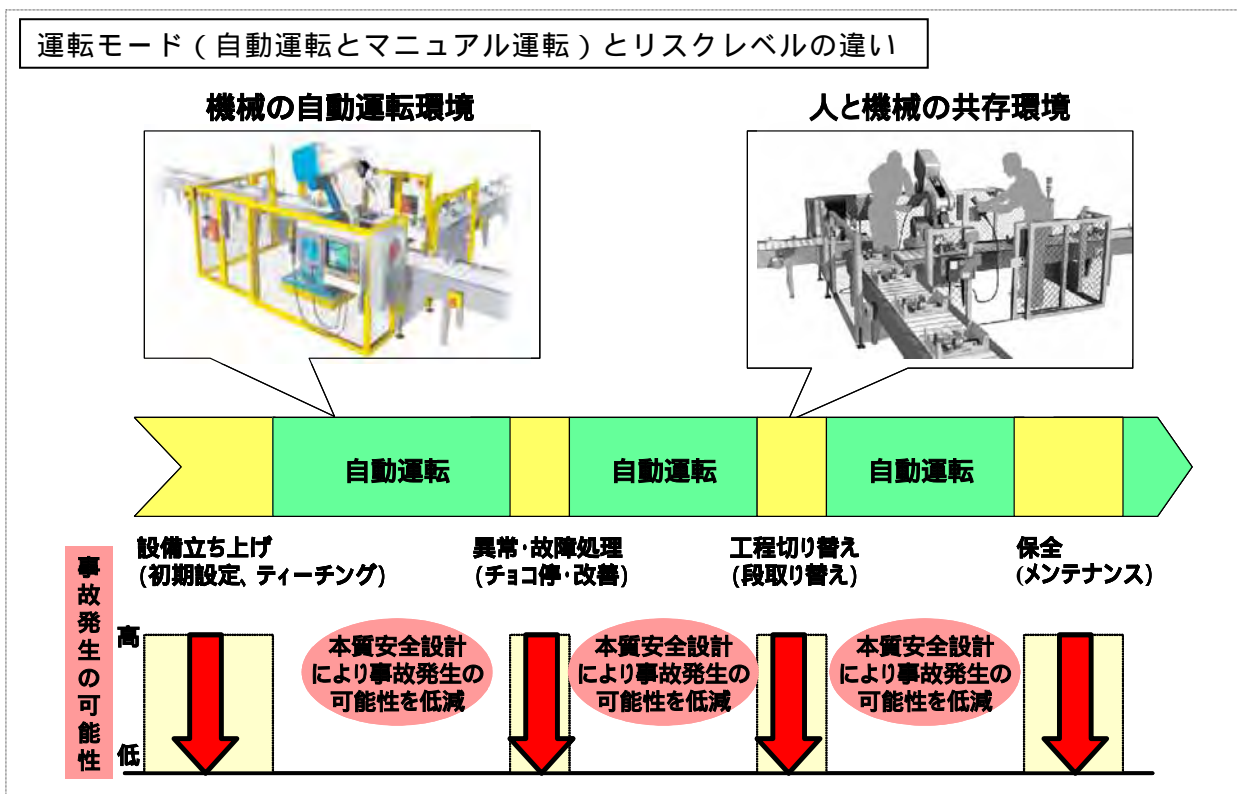 運転モード（自動運転とマニュアル運転）とリスクレベルの違い
機械の自動運転環境
人と機械の共存環境
自動運転
自動運転
自動運転
設備立ち上げ
(初期設定、ティーチング)
異常・故障処理
(チョコ停・改善)
工程切り替え
(段取り替え)
保全
(メンテナンス)
事故発生の可能性
高
低
本質安全設計
により事故発生の
可能性を低減
本質安全設計
により事故発生の
可能性を低減
本質安全設計
により事故発生の
可能性を低減